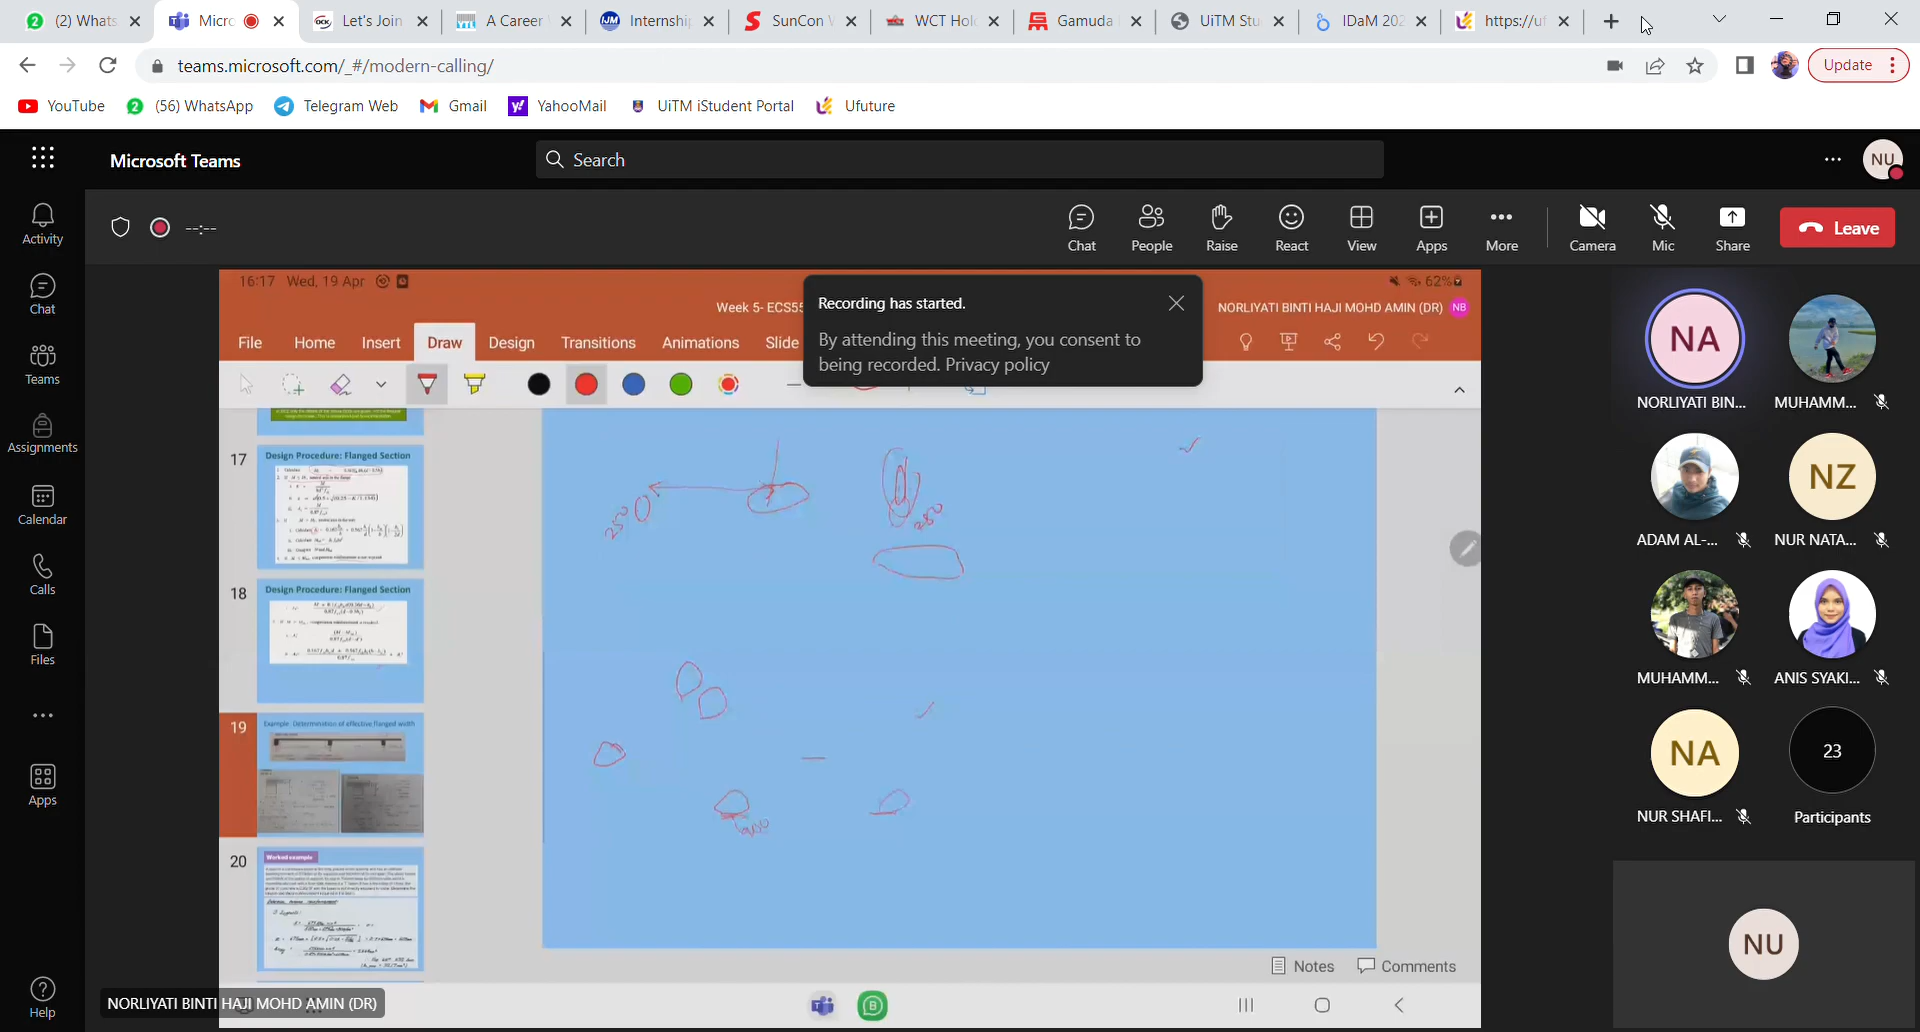 (2) Whats
Micro
Let's Join
A Career
Internshi
SunCon
WCT Hol
Gamuda
UiTM Stu
IDaM 202
https://uf
teams.microsoft.com/_#/modern-calling/
Update
YouTube
(56) WhatsApp
Telegram Web
Gmail
YahooMail
UiTM iStudent Portal
Ufuture
Microsoft Teams
Search
NU
Activity
Chat
Teams
Assignments
Calendar
Calls
Files
Apps
Help
--:--
Chat
People
Raise
React
View
Apps
More
Camera
Mic
Share
Leave
16:17 Wed, 19 Apr
62%
Week 5- ECS55
NORLIYATI BINTI HAJI MOHD AMIN (DR)
NB
Recording has started.
By attending this meeting, you consent to
being recorded. Privacy policy
File
Home
Insert
Draw
Design
Transitions
Animations
Slide
17
Design Procedure: Flanged Section
18
Design Procedure: Flanged Section
19
Example: Determination of effective flanged width
20
Worked example
250
250
Notes
Comments
NORLIYATI BINTI HAJI MOHD AMIN (DR)
NA
NORLIYATI BIN...
MUHAMM...
ADAM AL-...
NZ
NUR NATA...
MUHAMM...
ANIS SYAKI...
NA
NUR SHAFI...
23
Participants
NU